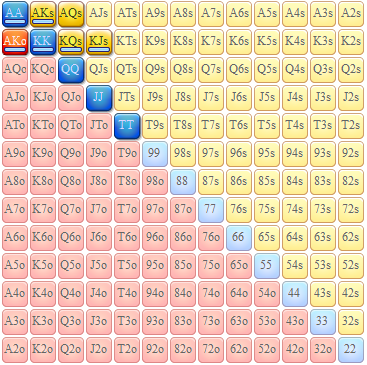 AA AKs AQs AJs ATs A9s A8s A7s A6s A5s A4s A3s A2s
AKo KK KQs KJs KTs K9s K8s K7s K6s K5s K4s K3s K2s
AQo KQo QQ QJs QTs Q9s Q8s Q7s Q6s Q5s Q4s Q3s Q2s
AJo KJo QJo JJ JTs J9s J8s J7s J6s J5s J4s J3s J2s
ATo KTo QTo JTo TT T9s T8s T7s T6s T5s T4s T3s T2s
A9o K9o Q9o J9o T9o 99 98s 97s 96s 95s 94s 93s 92s
A8o K8o Q8o J8o T8o 98o 88 87s 86s 85s 84s 83s 82s
A7o K7o Q7o J7o T7o 97o 87o 77 76s 75s 74s 73s 72s
A6o K6o Q6o J6o T6o 96o 86o 76o 66 65s 64s 63s 62s
A5o K5o Q5o J5o T5o 95o 85o 75o 65o 55 54s 53s 52s
A4o K4o Q4o J4o T4o 94o 84o 74o 64o 54o 44 43s 42s
A3o K3o Q3o J3o T3o 93o 83o 73o 63o 53o 43o 33 32s
A2o K2o Q2o J2o T2o 92o 82o 72o 62o 52o 42o 32o 22